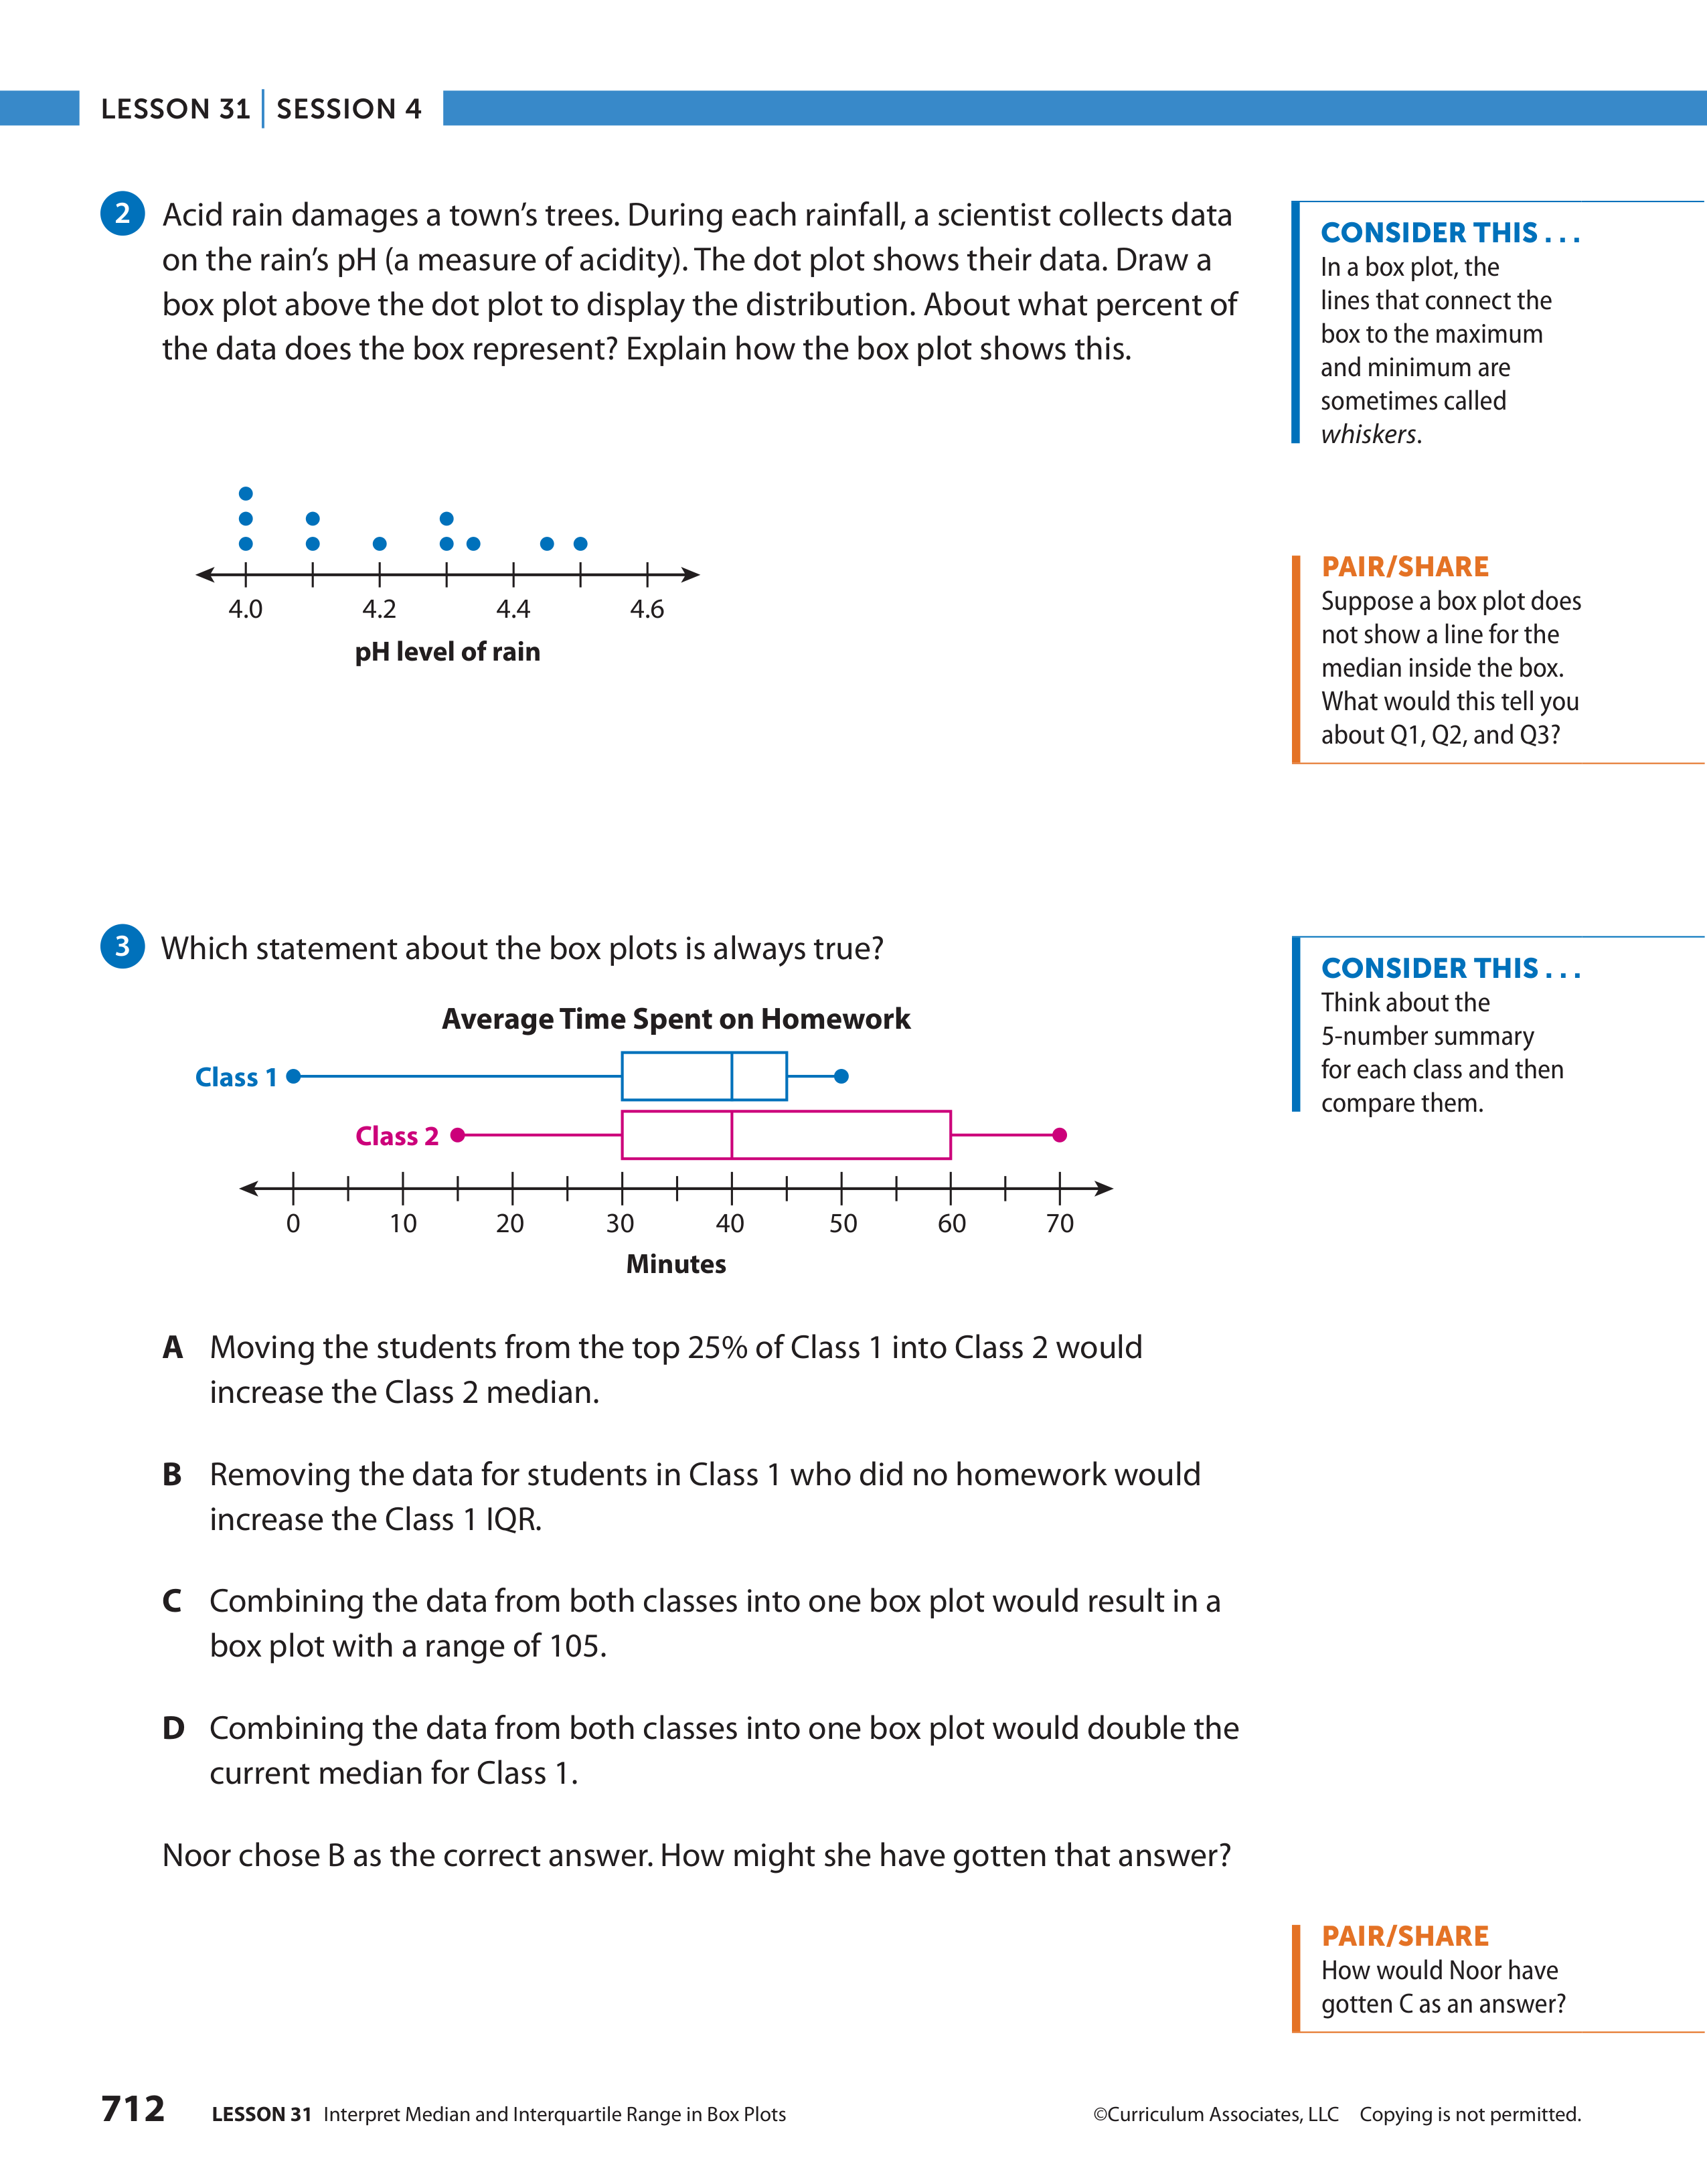 LESSON 31 | SESSION 4
2 Acid rain damages a town’s trees. During each rainfall, a scientist collects data
on the rain’s pH (a measure of acidity). The dot plot shows their data. Draw a
box plot above the dot plot to display the distribution. About what percent of
the data does the box represent? Explain how the box plot shows this.
CONSIDER THIS . . .
In a box plot, the
lines that connect the
box to the maximum
and minimum are
sometimes called
whiskers.
4.0 4.2 4.4 4.6
pH level of rain
PAIR/SHARE
Suppose a box plot does
not show a line for the
median inside the box.
What would this tell you
about Q1, Q2, and Q3?
3 Which statement about the box plots is always true?
Average Time Spent on Homework
Class 1
Class 2
0 10 20 30 40 50 60 70
Minutes
CONSIDER THIS . . .
Think about the
5-number summary
for each class and then
compare them.
A Moving the students from the top 25% of Class 1 into Class 2 would
increase the Class 2 median.
B Removing the data for students in Class 1 who did no homework would
increase the Class 1 IQR.
C Combining the data from both classes into one box plot would result in a
box plot with a range of 105.
D Combining the data from both classes into one box plot would double the
current median for Class 1.
Noor chose B as the correct answer. How might she have gotten that answer?
PAIR/SHARE
How would Noor have
gotten C as an answer?
712 LESSON 31 Interpret Median and Interquartile Range in Box Plots ©Curriculum Associates, LLC Copying is not permitted.